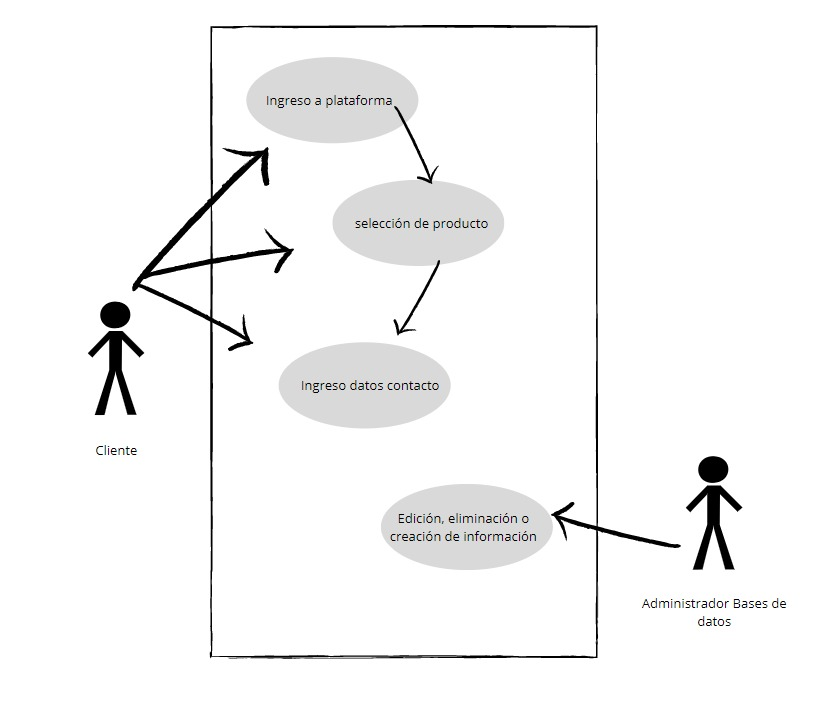 Ingreso a plataforma
selección de producto
Ingreso datos contacto
Cliente
Edición, eliminación o
creación de información
Administrador Bases de
datos